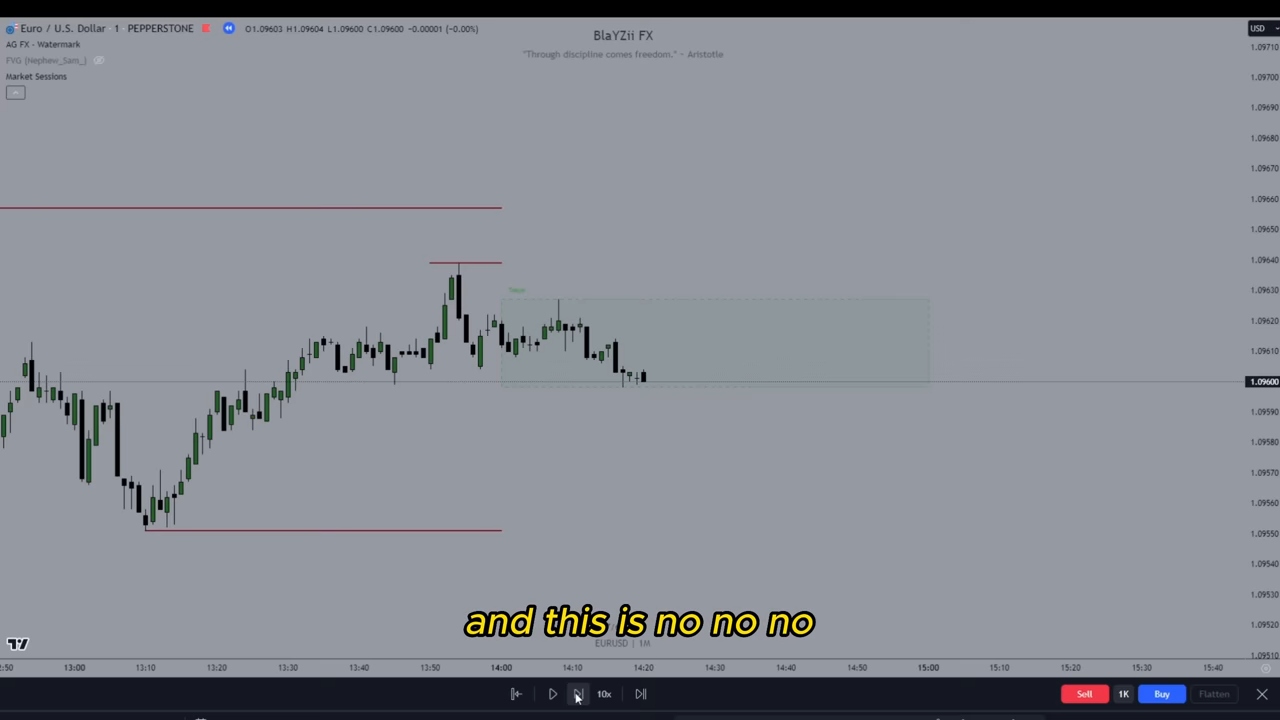 Euro / U.S. Dollar · 1 · PEPPERSTONE O1.09603 H1.09604 L1.09600 C1.09600 -0.00001 (-0.00%)
AG FX - Watermark
FVG (Nephew_Sam_)
Market Sessions
BlaYZii FX
"Through discipline comes freedom." - Aristotle
USD
1.09710
1.09700
1.09690
1.09680
1.09670
1.09660
1.09650
1.09640
1.09630
1.09620
1.09610
1.09600
1.09590
1.09580
1.09570
1.09560
1.09550
1.09540
1.09530
1.09520
1.09510
and this is no no no
EURUSD | 1M
:50 13:00 13:10 13:20 13:30 13:40 13:50 14:00 14:10 14:20 14:30 14:40 14:50 15:00 15:10 15:20 15:30 15:40
10x
Sell 1K Buy Flatten